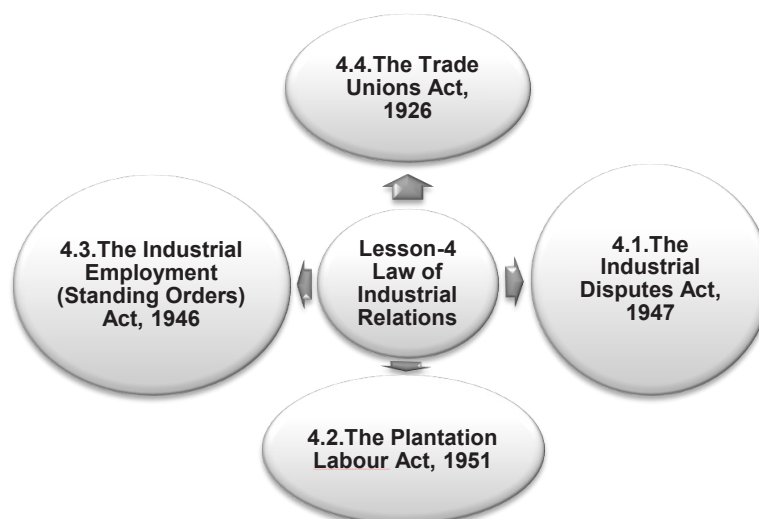 4.4.The Trade
Unions Act,
1926
4.3.The Industrial
Employment
(Standing Orders)
Act, 1946
Lesson-4
Law of
Industrial
Relations
4.1.The
Industrial
Disputes Act,
1947
4.2.The Plantation
Labour Act, 1951